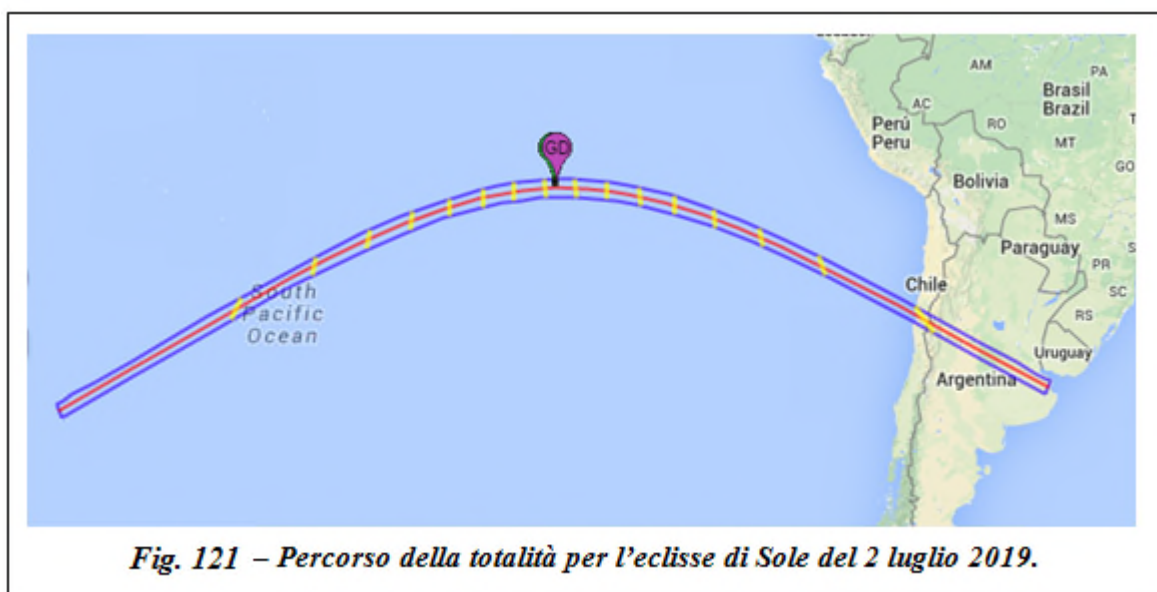 AM
PA
Brasil
Brazil
AC
RO
Perú
Peru
MT
GO
GD
Bolivia
MS
Paraguay
PR
SC
Chile
South
Pacific
Ocean
RS
Uruguay
Argentina
Fig. 121 – Percorso della totalità per l'eclisse di Sole del 2 luglio 2019.